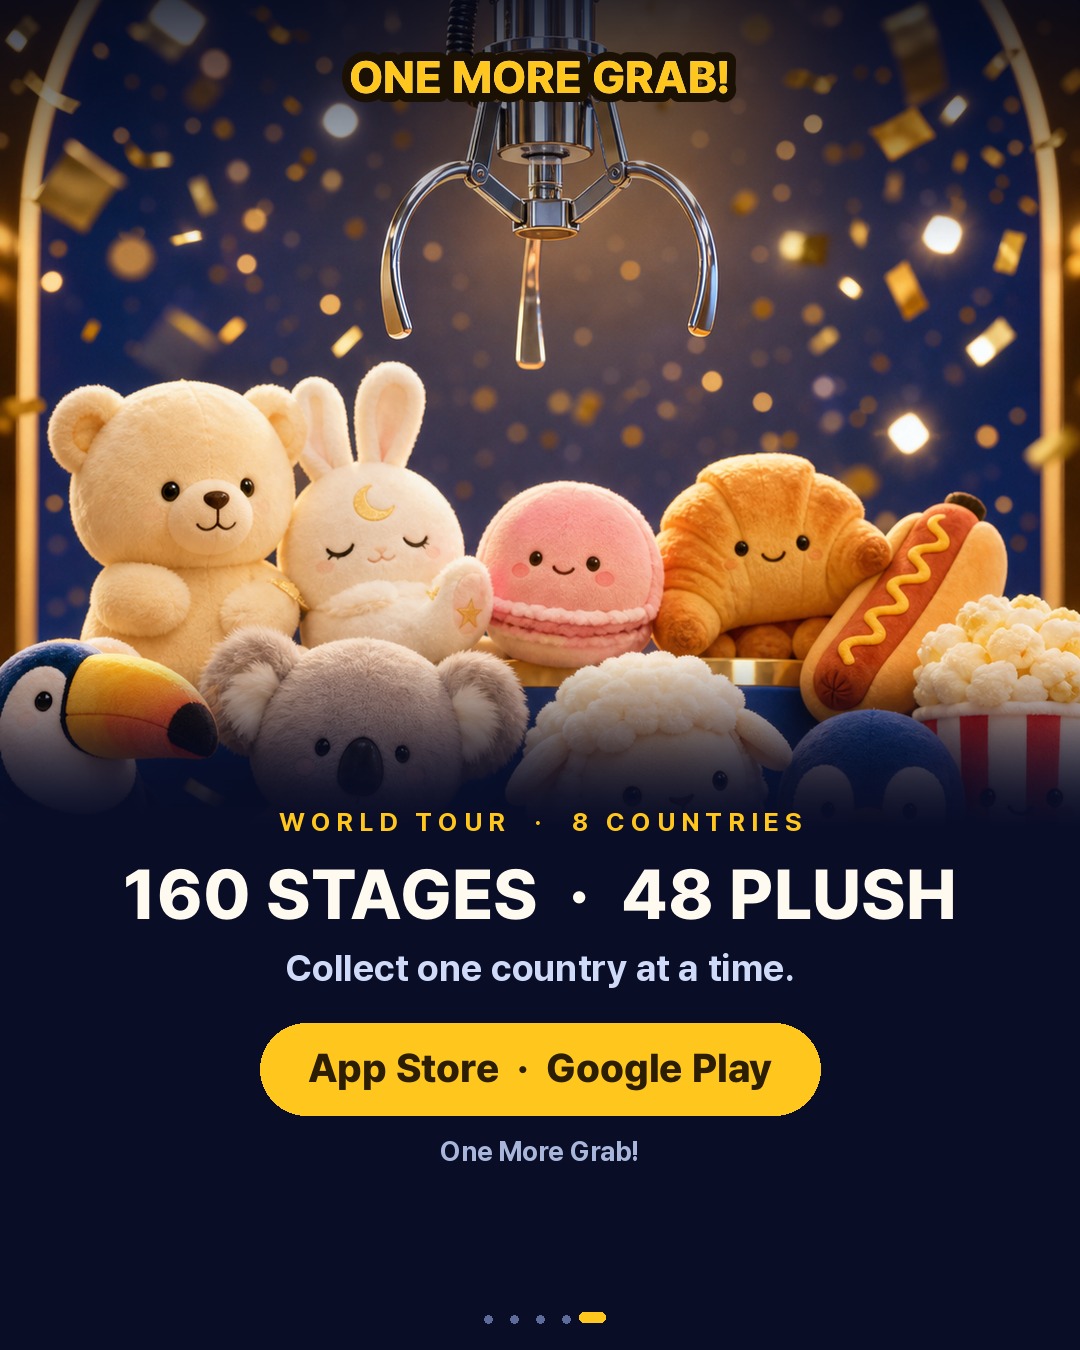 ONE MORE GRAB!
WORLD TOUR · 8 COUNTRIES
160 STAGES · 48 PLUSH
Collect one country at a time.
App Store · Google Play
One More Grab!